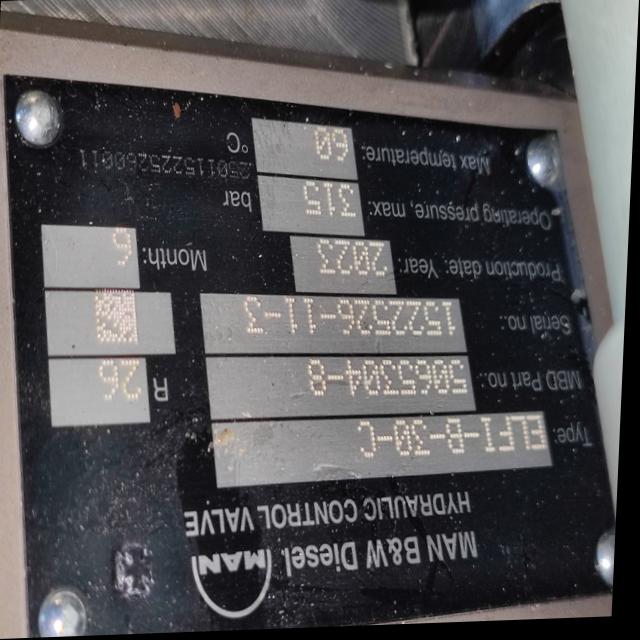 MAN B&W Diesel MAN
HYDRAULIC CONTROL VALVE
Type: ELFI-B-30-C
MBD Part no.: 5065304-8 R 26
Serial no.: 1522526-11-3
Production date, Year: 2023 Month: 6
Operating pressure, max: 315 bar
Max temperature: 60 °C